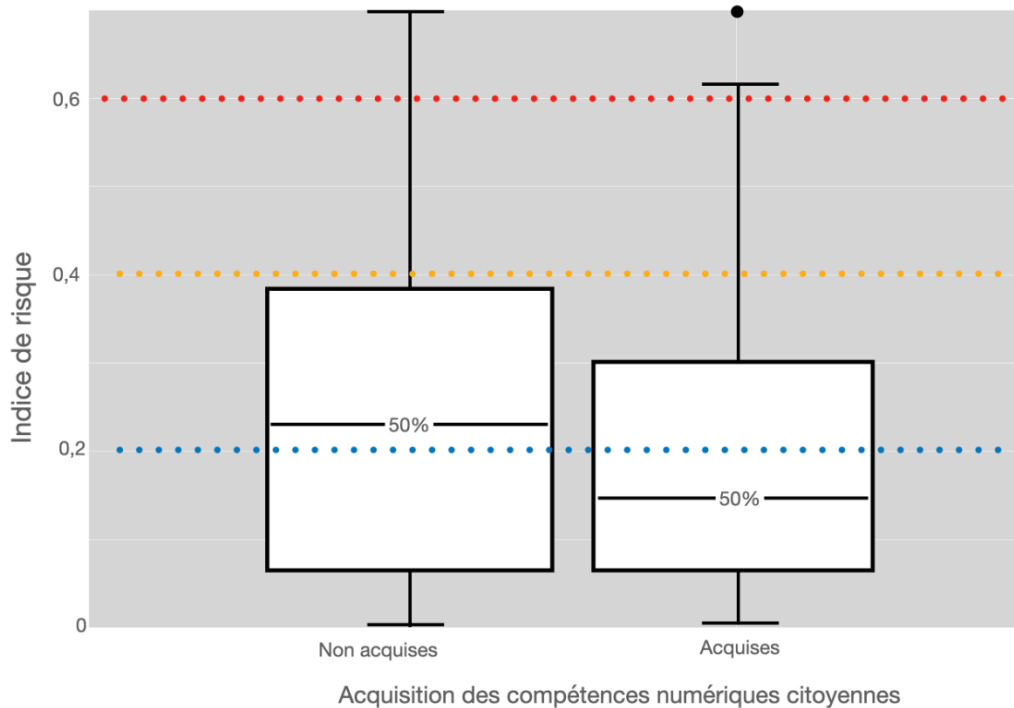 Indice de risque
0,6
0,4
0,2
0
50%
50%
Non acquises
Acquises
Acquisition des compétences numériques citoyennes